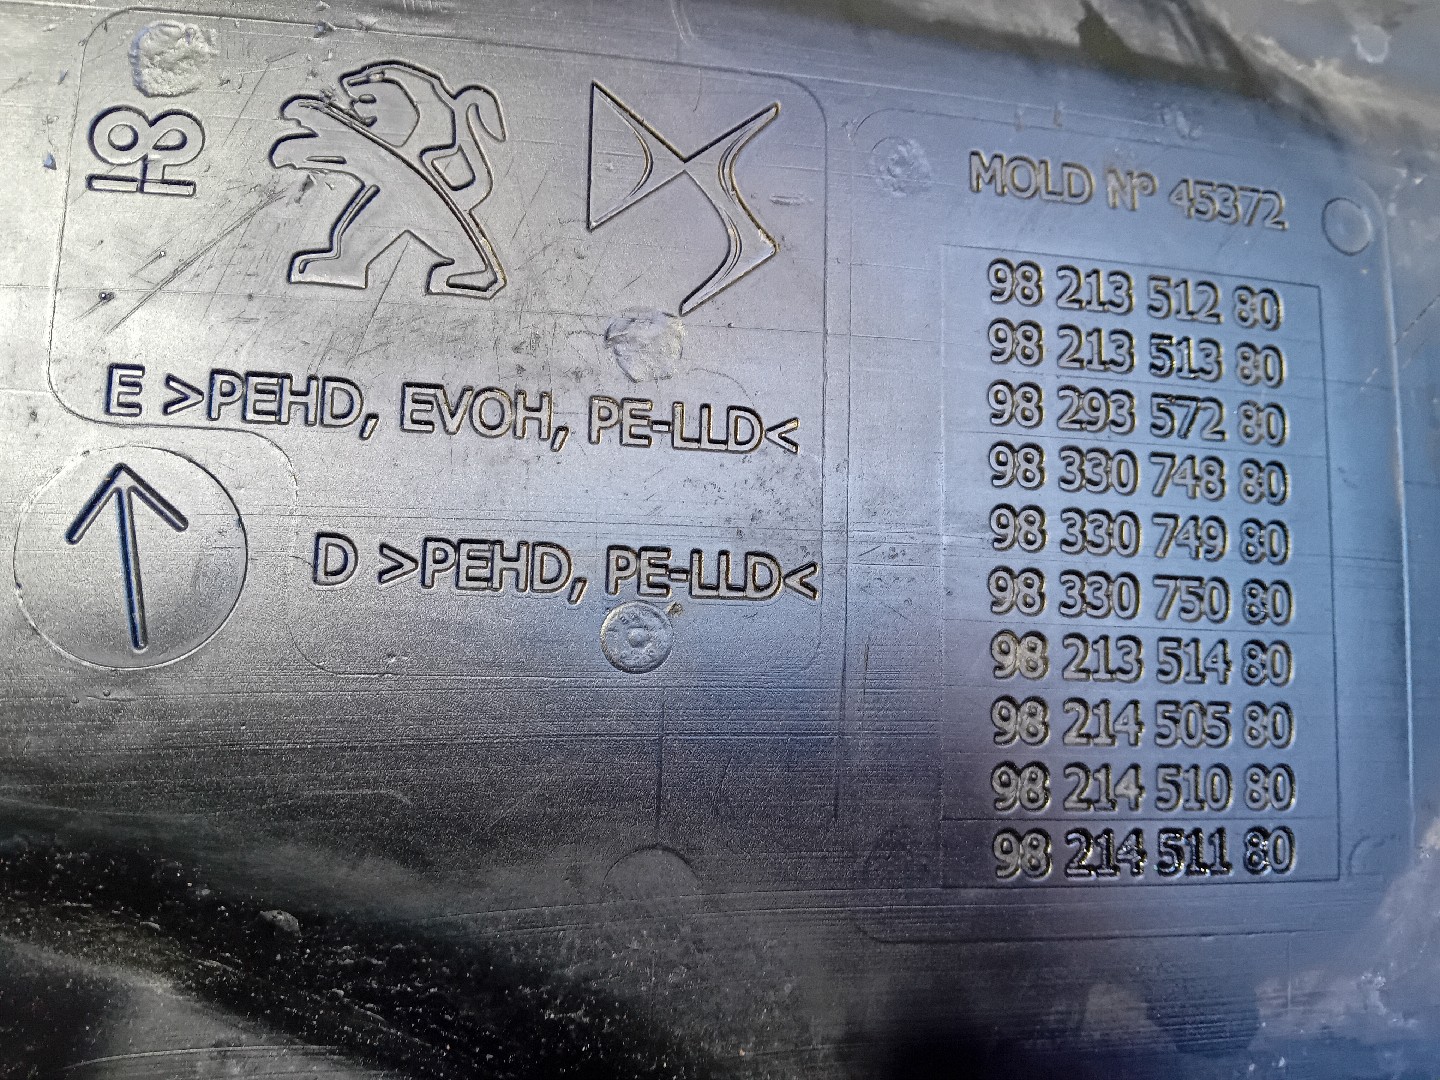 E >PEHD, EVOH, PE-LLD<
D >PEHD, PE-LLD<
MOLD Nº 45372
98 213 512 80
98 213 513 80
98 293 572 80
98 330 748 80
98 330 749 80
98 330 750 80
98 213 514 80
98 214 505 80
98 214 510 80
98 214 511 80